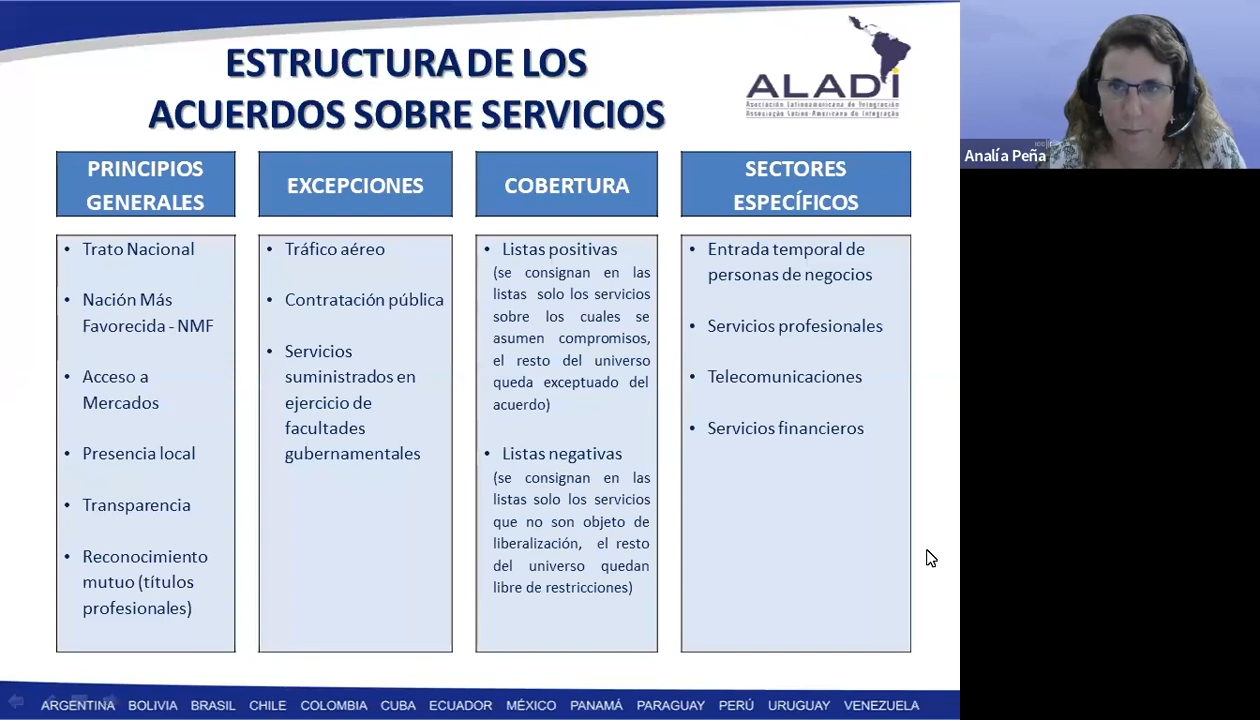 ESTRUCTURA DE LOS
ACUERDOS SOBRE SERVICIOS
ALADI
Asociación Latinoamericana de Integración
Associação Latino-Americana de Integração
Analía Peña
PRINCIPIOS
GENERALES
• Trato Nacional
• Nación Más
Favorecida - NMF
• Acceso a
Mercados
• Presencia local
• Transparencia
• Reconocimiento
mutuo (títulos
profesionales)
EXCEPCIONES
• Tráfico aéreo
• Contratación pública
• Servicios
suministrados en
ejercicio de
facultades
gubernamentales
COBERTURA
• Listas positivas
(se consignan en las
listas solo los servicios
sobre los cuales se
asumen compromisos,
el resto del universo
queda exceptuado del
acuerdo)
• Listas negativas
(se consignan en las
listas solo los servicios
que no son objeto de
liberalización, el resto
del universo quedan
libre de restricciones)
SECTORES
ESPECÍFICOS
• Entrada temporal de
personas de negocios
• Servicios profesionales
• Telecomunicaciones
• Servicios financieros
ARGENTINA BOLIVIA BRASIL CHILE COLOMBIA CUBA ECUADOR MÉXICO PANAMÁ PARAGUAY PERÚ URUGUAY VENEZUELA